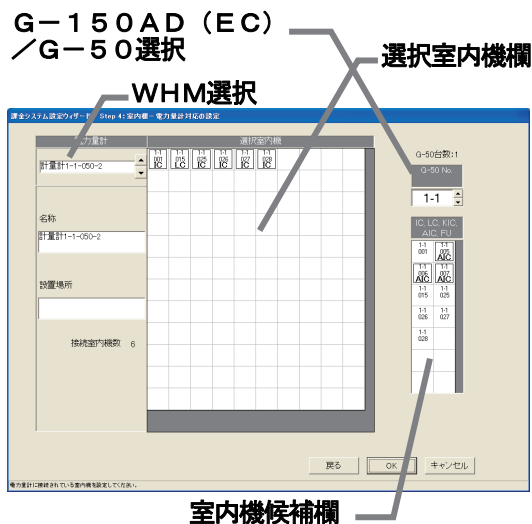 G－150AD（EC）
／G－50選択
選択室内機欄
WHM選択
課金システム設定ウィザード Step 4：室内機－電力量計対応の設定
電力量計
選択室内機
計量計1-1-050-2
1-1 001 IC
1-1 015 LC
1-1 025 IC
1-1 026 IC
1-1 027 IC
1-1 028 IC
G-50台数:1
G-50 No.
1-1
名称
計量計1-1-050-2
IC, LC, KIC, AIC, FU
1-1 001
1-1 005 AIC
1-1 006 AIC
1-1 007 AIC
1-1 015
1-1 025
1-1 026
1-1 027
1-1 028
設置場所
接続室内機数 6
戻る
OK
キャンセル
電力量計に接続されている室内機を設定してください。
室内機候補欄